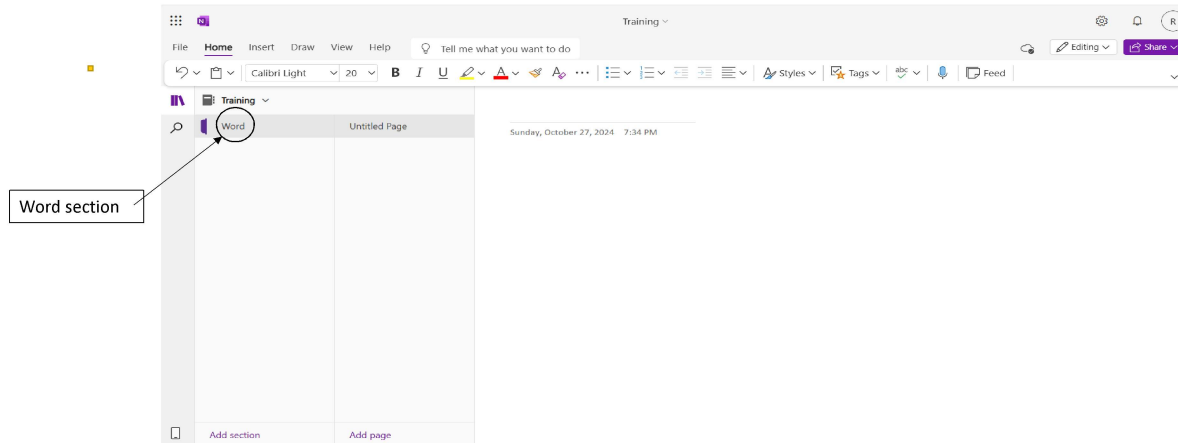 Training
R
File Home Insert Draw View Help Tell me what you want to do Editing Share
Calibri Light 20 B I U A A Styles Tags abc Feed
Training
Word Untitled Page
Sunday, October 27, 2024 7:34 PM
Word section
Add section Add page